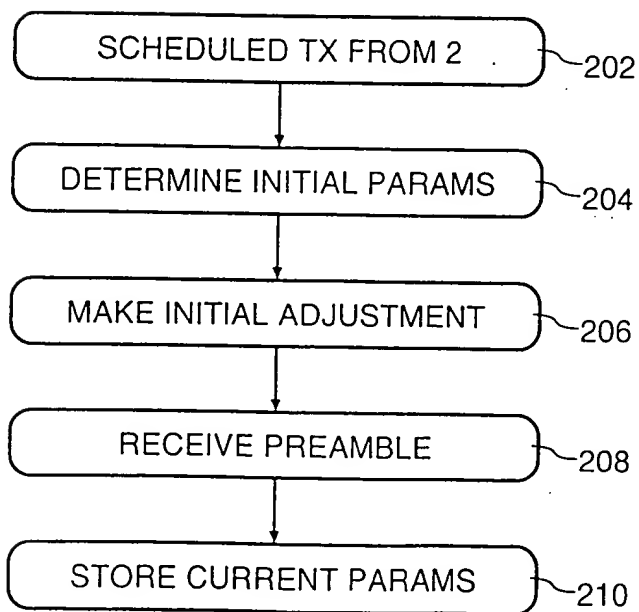 SCHEDULED TX FROM 2
202
DETERMINE INITIAL PARAMS
204
MAKE INITIAL ADJUSTMENT
206
RECEIVE PREAMBLE
208
STORE CURRENT PARAMS
210